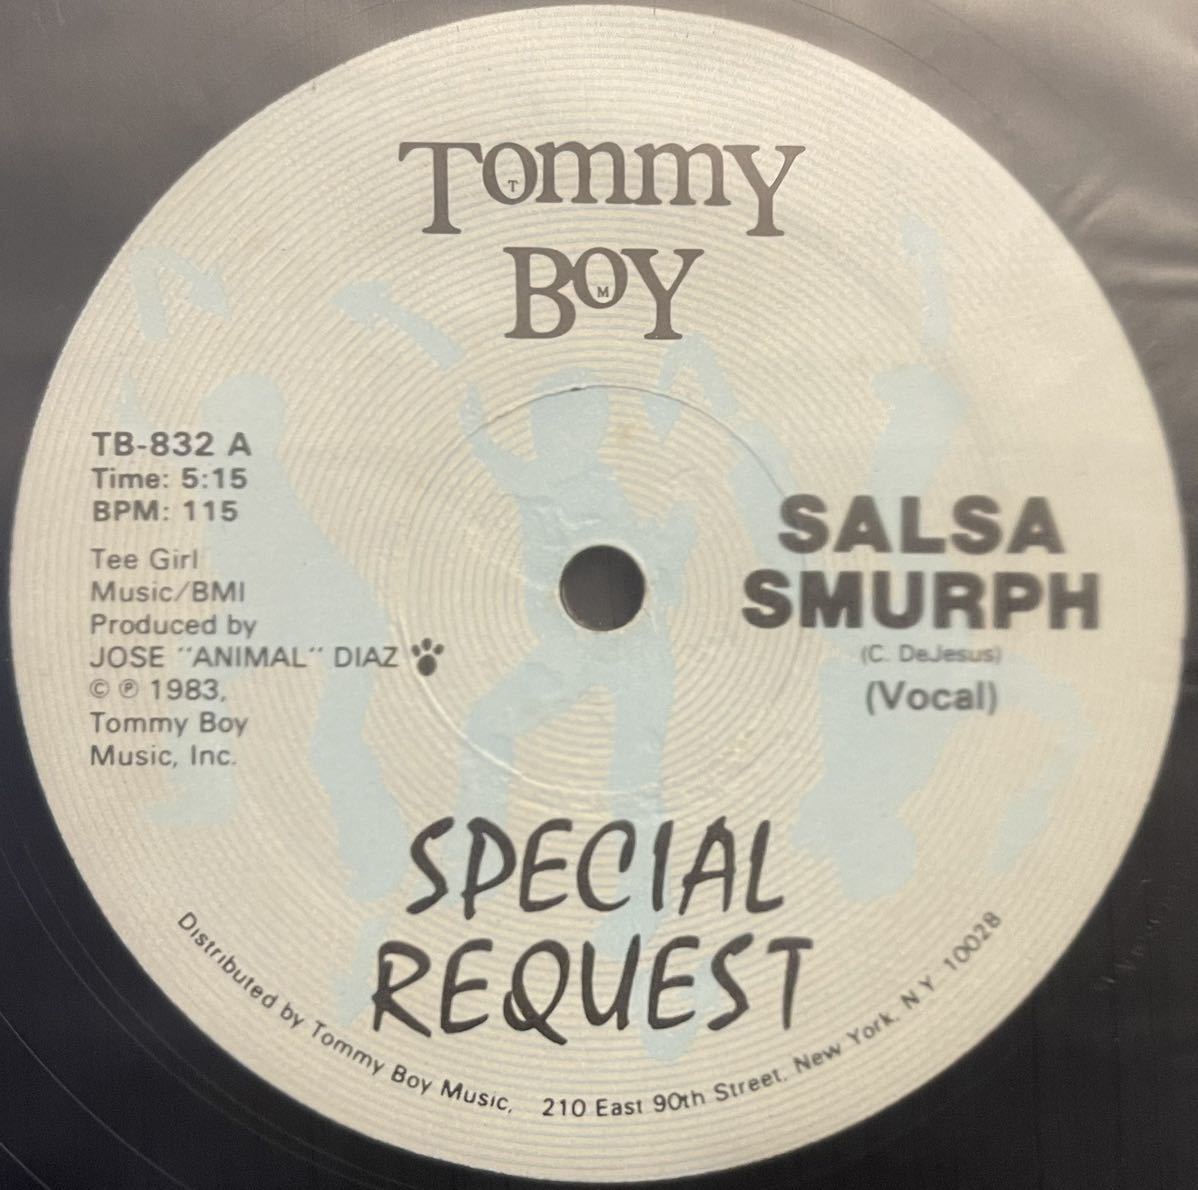 TOMMY
T
BOY
M
TB-832 A
Time: 5:15
BPM: 115
Tee Girl
Music/BMI
Produced by
JOSE "ANIMAL" DIAZ
© ℗ 1983,
Tommy Boy
Music, Inc.
SALSA
SMURPH
(C. DeJesus)
(Vocal)
SPECIAL
REQUEST
Distributed by Tommy Boy Music, 210 East 90th Street, New York, N Y 10028